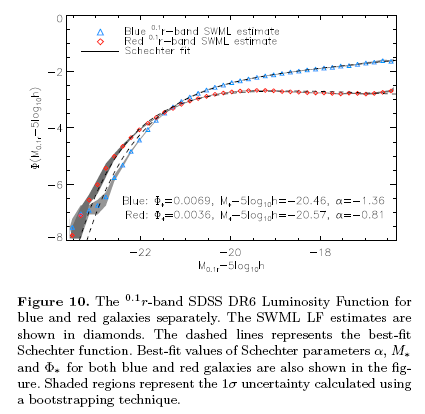 0
−2
−4
−6
−8
Φ(M₀.₁ᵣ−5log₁₀h)
Blue ⁰·¹r−band SWML estimate
Red ⁰·¹r−band SWML estimate
Schechter fit
Blue: Φ⁎=0.0069, M⁎−5log₁₀h=−20.46, α=−1.36
Red: Φ⁎=0.0036, M⁎−5log₁₀h=−20.57, α=−0.81
−22 −20 −18
M₀.₁ᵣ−5log₁₀h
Figure 10. The ⁰·¹r-band SDSS DR6 Luminosity Function for
blue and red galaxies separately. The SWML LF estimates are
shown in diamonds. The dashed lines represents the best-fit
Schechter function. Best-fit values of Schechter parameters α, M∗
and Φ∗ for both blue and red galaxies are also shown in the fig-
ure. Shaded regions represent the 1σ uncertainty calculated using
a bootstrapping technique.